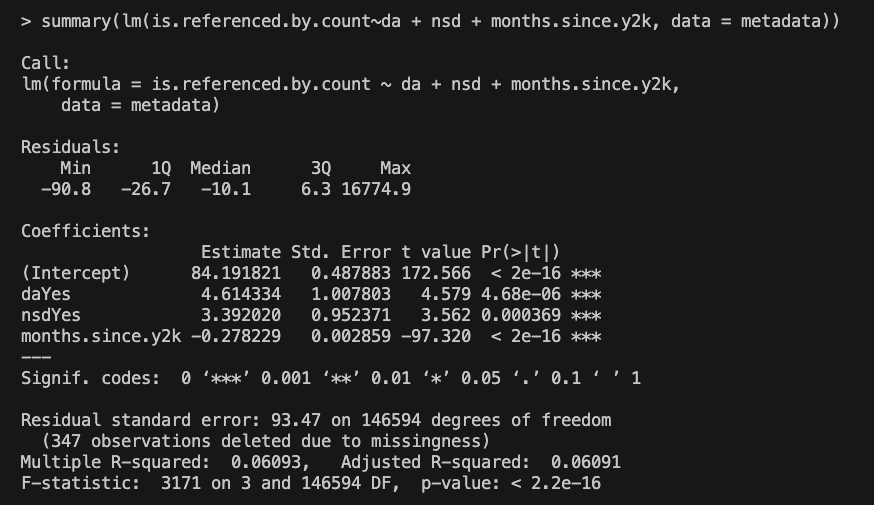 > summary(lm(is.referenced.by.count~da + nsd + months.since.y2k, data = metadata))

Call:
lm(formula = is.referenced.by.count ~ da + nsd + months.since.y2k,
    data = metadata)

Residuals:
    Min      1Q  Median      3Q     Max
  -90.8   -26.7   -10.1     6.3 16774.9

Coefficients:
                  Estimate Std. Error t value Pr(>|t|)
(Intercept)      84.191821   0.487883 172.566  < 2e-16 ***
daYes             4.614334   1.007803   4.579 4.68e-06 ***
nsdYes            3.392020   0.952371   3.562 0.000369 ***
months.since.y2k -0.278229   0.002859 -97.320  < 2e-16 ***
---
Signif. codes:  0 ‘***’ 0.001 ‘**’ 0.01 ‘*’ 0.05 ‘.’ 0.1 ‘ ’ 1

Residual standard error: 93.47 on 146594 degrees of freedom
  (347 observations deleted due to missingness)
Multiple R-squared:  0.06093,	Adjusted R-squared:  0.06091
F-statistic:  3171 on 3 and 146594 DF,  p-value: < 2.2e-16